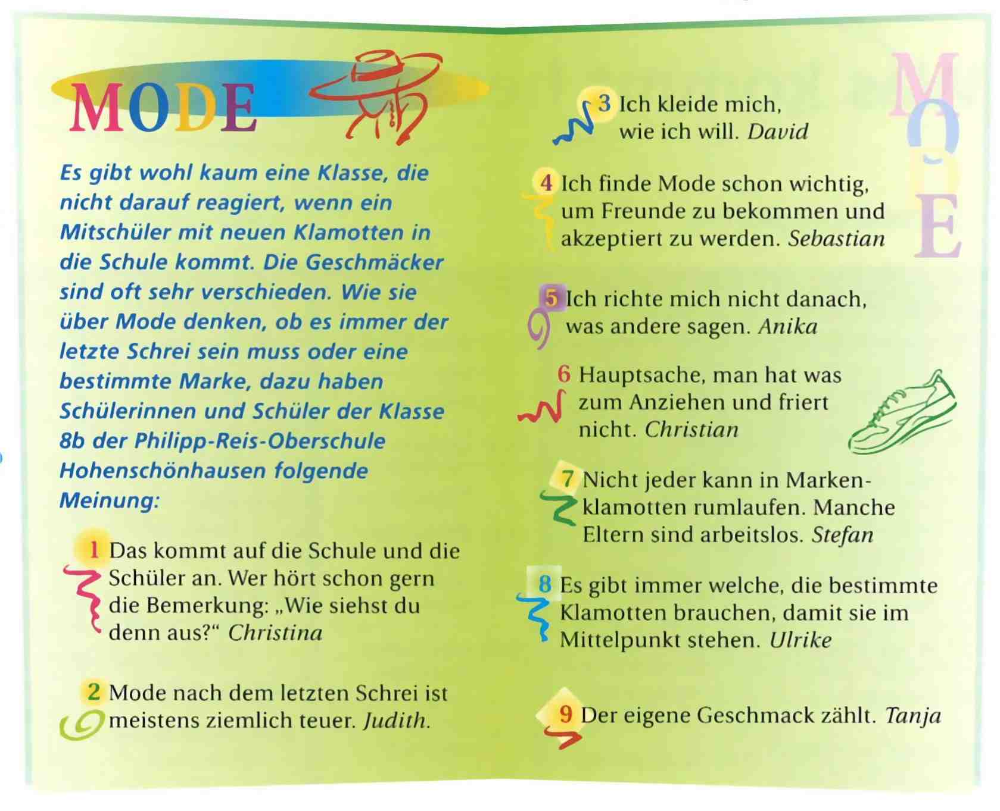 MODE
Es gibt wohl kaum eine Klasse, die
nicht darauf reagiert, wenn ein
Mitschüler mit neuen Klamotten in
die Schule kommt. Die Geschmäcker
sind oft sehr verschieden. Wie sie
über Mode denken, ob es immer der
letzte Schrei sein muss oder eine
bestimmte Marke, dazu haben
Schülerinnen und Schüler der Klasse
8b der Philipp-Reis-Oberschule
Hohenschönhausen folgende
Meinung:
1 Das kommt auf die Schule und die
Schüler an. Wer hört schon gern
die Bemerkung: „Wie siehst du
denn aus?“ Christina
2 Mode nach dem letzten Schrei ist
meistens ziemlich teuer. Judith.
MODE
3 Ich kleide mich,
wie ich will. David
4 Ich finde Mode schon wichtig,
um Freunde zu bekommen und
akzeptiert zu werden. Sebastian
5 Ich richte mich nicht danach,
was andere sagen. Anika
6 Hauptsache, man hat was
zum Anziehen und friert
nicht. Christian
7 Nicht jeder kann in Marken-
klamotten rumlaufen. Manche
Eltern sind arbeitslos. Stefan
8 Es gibt immer welche, die bestimmte
Klamotten brauchen, damit sie im
Mittelpunkt stehen. Ulrike
9 Der eigene Geschmack zählt. Tanja